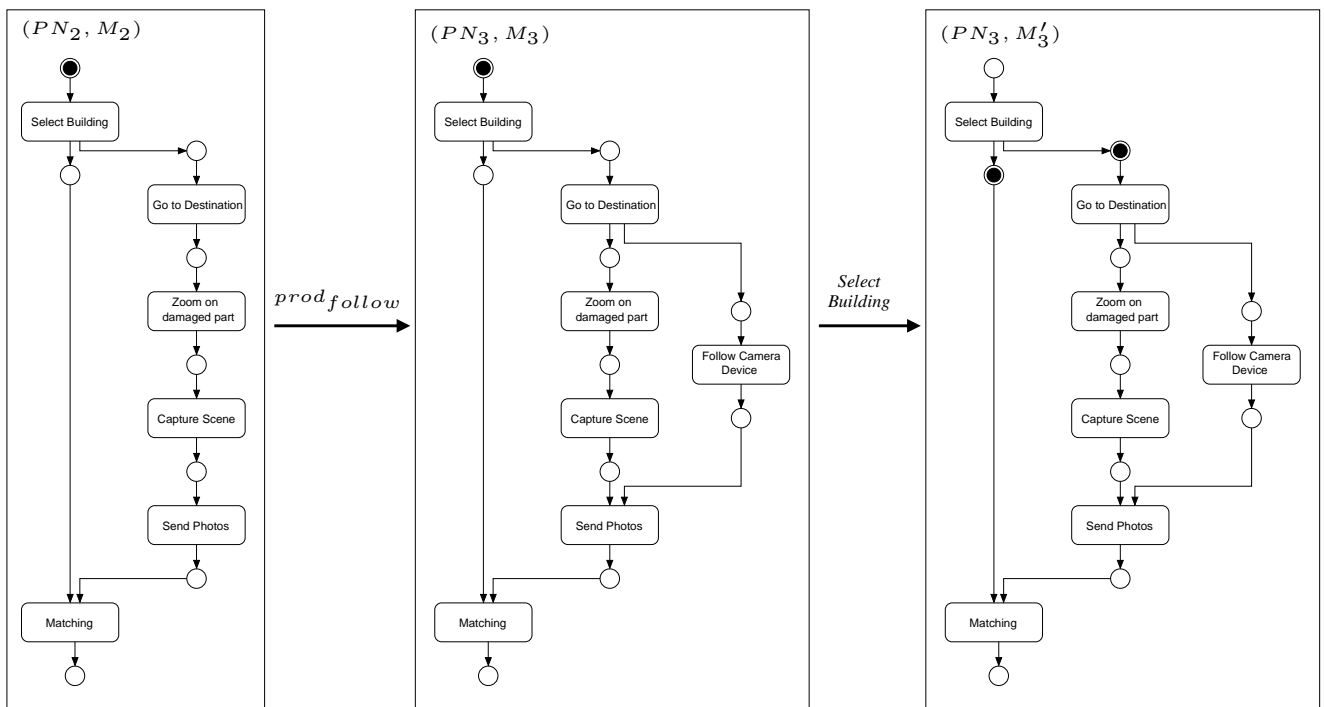 (PN₂, M₂)
Select Building
Go to Destination
Zoom on
damaged part
Capture Scene
Send Photos
Matching
prod_follow
(PN₃, M₃)
Select Building
Go to Destination
Zoom on
damaged part
Follow Camera
Device
Capture Scene
Send Photos
Matching
Select
Building
(PN₃, M₃′)
Select Building
Go to Destination
Zoom on
damaged part
Follow Camera
Device
Capture Scene
Send Photos
Matching